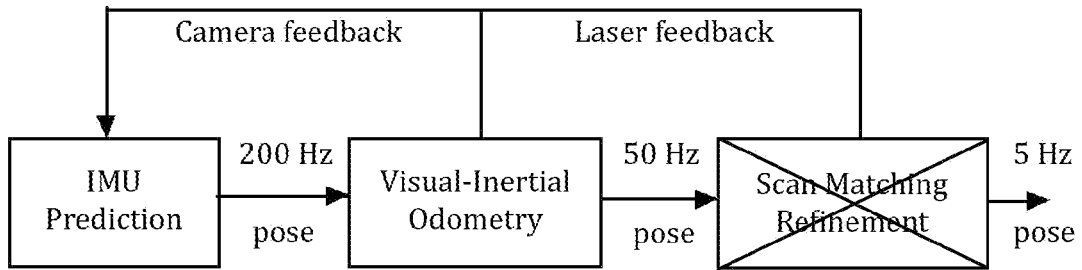 Camera feedback
Laser feedback
IMU
Prediction
200 Hz
pose
Visual-Inertial
Odometry
50 Hz
pose
Scan Matching
Refinement
5 Hz
pose